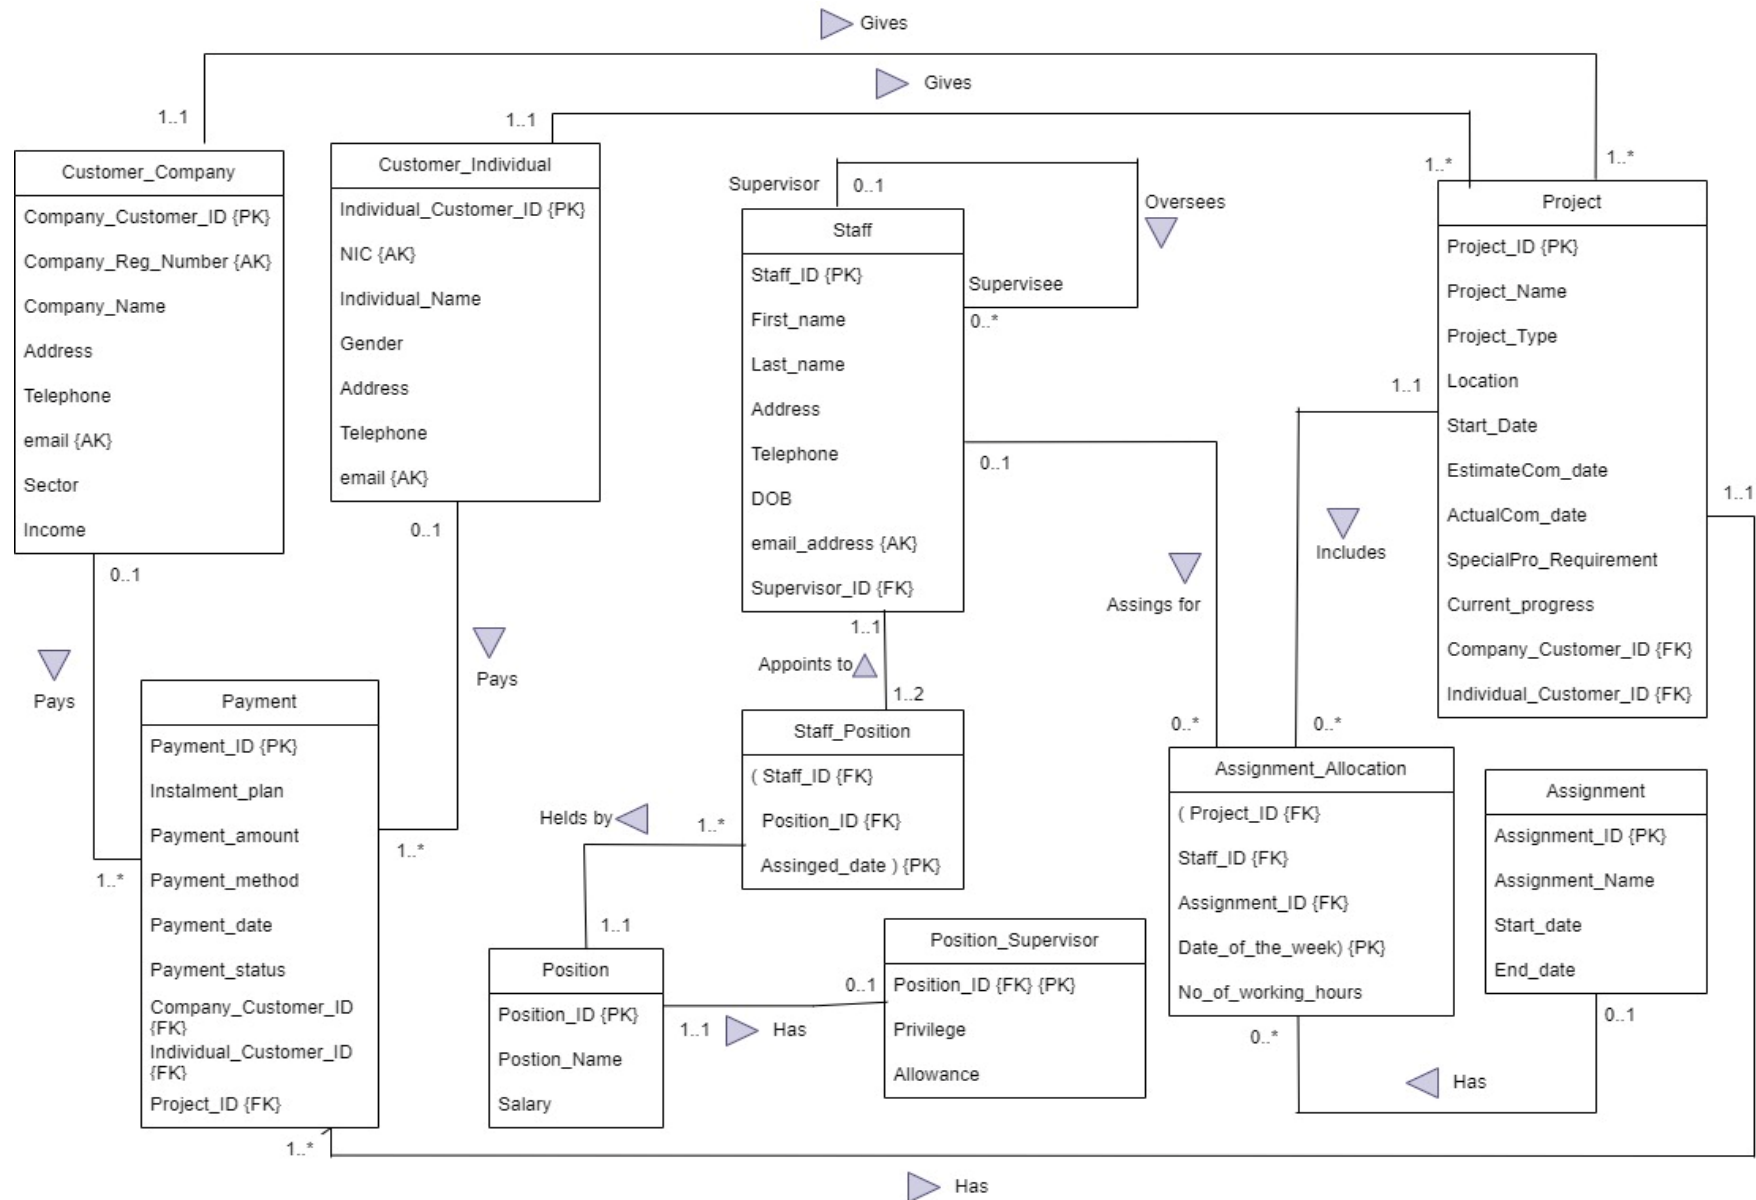 Gives
Gives
1..1
1..1
1..*
1..*
Customer_Company
Company_Customer_ID {PK}
Company_Reg_Number {AK}
Company_Name
Address
Telephone
email {AK}
Sector
Income
Customer_Individual
Individual_Customer_ID {PK}
NIC {AK}
Individual_Name
Gender
Address
Telephone
email {AK}
Supervisor
0..1
Oversees
Supervisee
0..*
Staff
Staff_ID {PK}
First_name
Last_name
Address
Telephone
DOB
email_address {AK}
Supervisor_ID {FK}
Project
Project_ID {PK}
Project_Name
Project_Type
Location
Start_Date
EstimateCom_date
ActualCom_date
SpecialPro_Requirement
Current_progress
Company_Customer_ID {FK}
Individual_Customer_ID {FK}
1..1
0..1
1..1
0..1
0..1
Includes
Assings for
Pays
Pays
1..1
Appoints to
1..2
0..*
0..*
Payment
Payment_ID {PK}
Instalment_plan
Payment_amount
Payment_method
Payment_date
Payment_status
Company_Customer_ID
{FK}
Individual_Customer_ID
{FK}
Project_ID {FK}
1..*
1..*
1..*
Staff_Position
( Staff_ID {FK}
Position_ID {FK}
Assinged_date ) {PK}
Helds by
1..*
1..1
Position
Position_ID {PK}
Postion_Name
Salary
1..1
Has
0..1
Position_Supervisor
Position_ID {FK} {PK}
Privilege
Allowance
Assignment_Allocation
( Project_ID {FK}
Staff_ID {FK}
Assignment_ID {FK}
Date_of_the_week) {PK}
No_of_working_hours
Assignment
Assignment_ID {PK}
Assignment_Name
Start_date
End_date
0..*
0..1
Has
Has